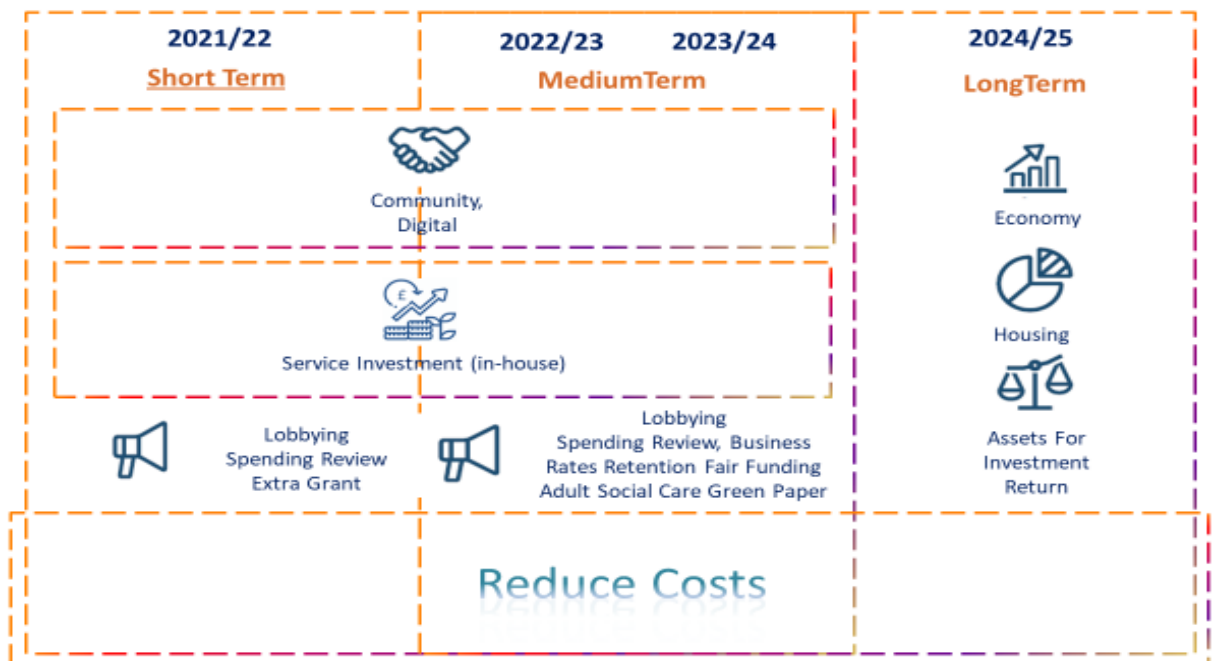 2021/22
Short Term
2022/23 2023/24
MediumTerm
2024/25
LongTerm
Community,
Digital
£
Service Investment (in-house)
Lobbying
Spending Review
Extra Grant
Lobbying
Spending Review, Business
Rates Retention Fair Funding
Adult Social Care Green Paper
Economy
Housing
Assets For
Investment
Return
Reduce Costs